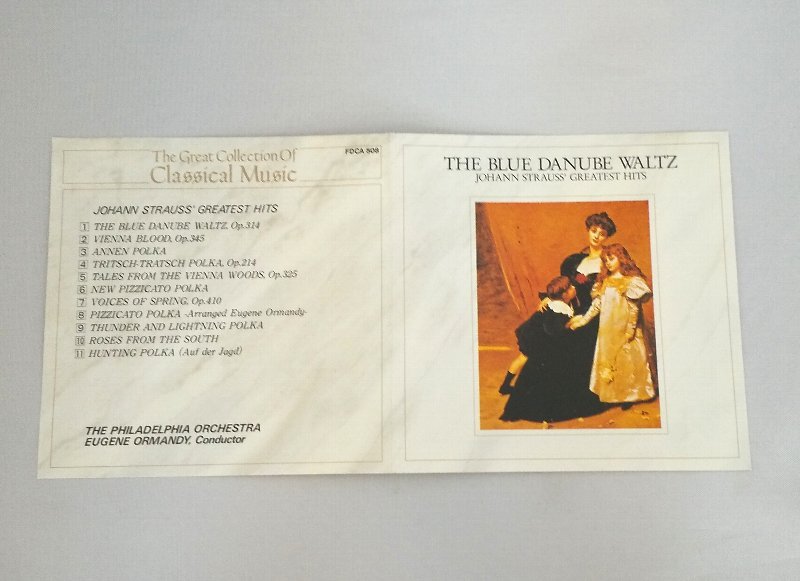 The Great Collection Of
FDCA 508
Classical Music
JOHANN STRAUSS' GREATEST HITS
1 THE BLUE DANUBE WALTZ, Op.314
2 VIENNA BLOOD, Op.345
3 ANNEN POLKA
4 TRITSCH-TRATSCH POLKA, Op.214
5 TALES FROM THE VIENNA WOODS, Op.325
6 NEW PIZZICATO POLKA
7 VOICES OF SPRING, Op.410
8 PIZZICATO POLKA -Arranged Eugene Ormandy-
9 THUNDER AND LIGHTNING POLKA
10 ROSES FROM THE SOUTH
11 HUNTING POLKA (Auf der Jagd)
THE PHILADELPHIA ORCHESTRA
EUGENE ORMANDY, Conductor
THE BLUE DANUBE WALTZ
JOHANN STRAUSS' GREATEST HITS